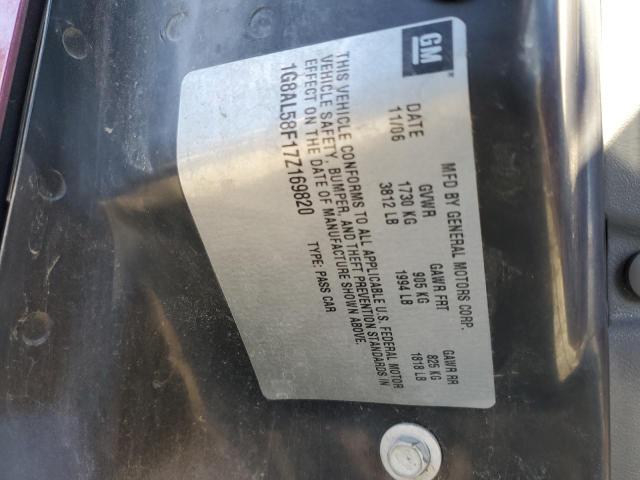 GM
MFD BY GENERAL MOTORS CORP.
DATE GVWR GAWR FRT GAWR RR
11/06 1730 KG 905 KG 825 KG
3812 LB 1994 LB 1818 LB
THIS VEHICLE CONFORMS TO ALL APPLICABLE U.S. FEDERAL MOTOR
VEHICLE SAFETY, BUMPER, AND THEFT PREVENTION STANDARDS IN
EFFECT ON THE DATE OF MANUFACTURE SHOWN ABOVE.
1G8AL58F17Z169820 TYPE: PASS CAR